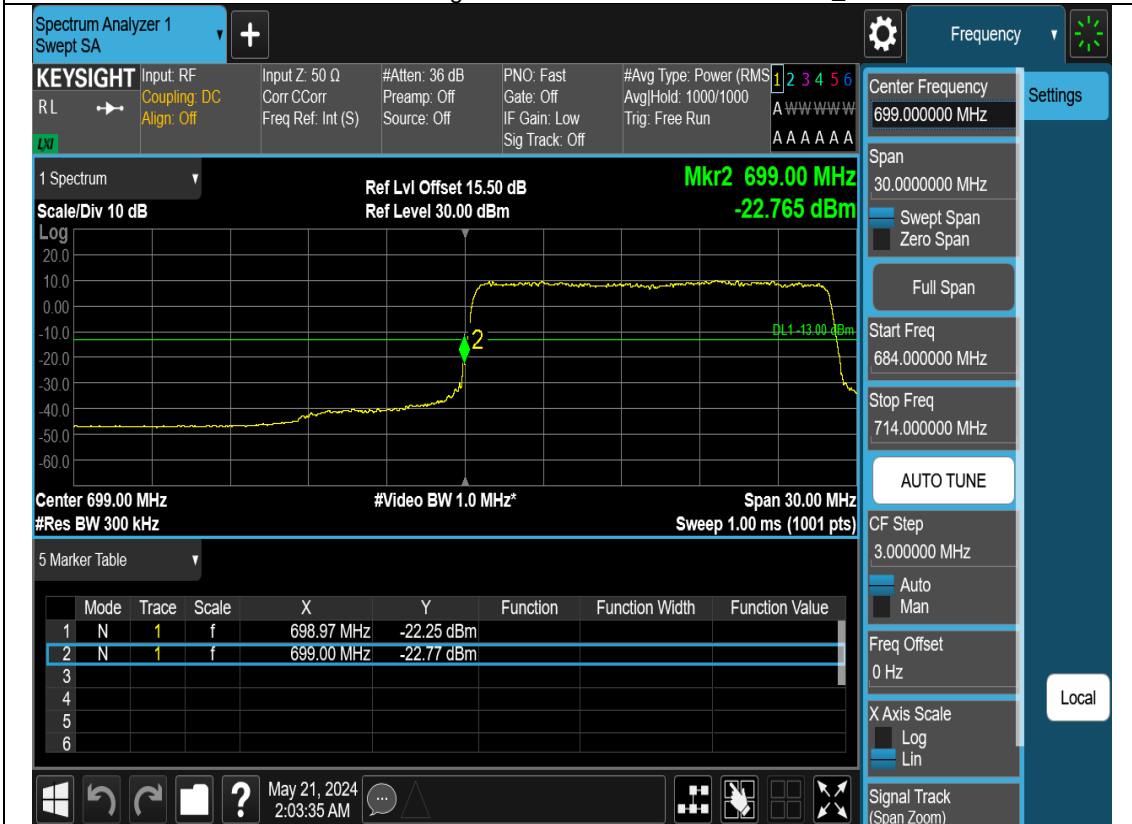 Spectrum Analyzer 1
Swept SA
+
Frequency
KEYSIGHT
RL
LXI
Input: RF
Coupling: DC
Align: Off
Input Z: 50 Ω
Corr CCorr
Freq Ref: Int (S)
#Atten: 36 dB
Preamp: Off
Source: Off
PNO: Fast
Gate: Off
IF Gain: Low
Sig Track: Off
#Avg Type: Power (RMS
Avg|Hold: 1000/1000
Trig: Free Run
1 2 3 4 5 6
A W W W W W
A A A A A A
1 Spectrum
Scale/Div 10 dB
Ref Lvl Offset 15.50 dB
Ref Level 30.00 dBm
Mkr2 699.00 MHz
-22.765 dBm
Log
20.0
10.0
0.00
-10.0
-20.0
-30.0
-40.0
-50.0
-60.0
DL1 -13.00 dBm
2
Center 699.00 MHz
#Res BW 300 kHz
#Video BW 1.0 MHz*
Span 30.00 MHz
Sweep 1.00 ms (1001 pts)
5 Marker Table
Mode Trace Scale X Y Function Function Width Function Value
1 N 1 f 698.97 MHz -22.25 dBm
2 N 1 f 699.00 MHz -22.77 dBm
3
4
5
6
?
May 21, 2024
2:03:35 AM
Center Frequency
699.000000 MHz
Span
30.0000000 MHz
Swept Span
Zero Span
Full Span
Start Freq
684.000000 MHz
Stop Freq
714.000000 MHz
AUTO TUNE
CF Step
3.000000 MHz
Auto
Man
Freq Offset
0 Hz
X Axis Scale
Log
Lin
Signal Track
(Span Zoom)
Settings
Local